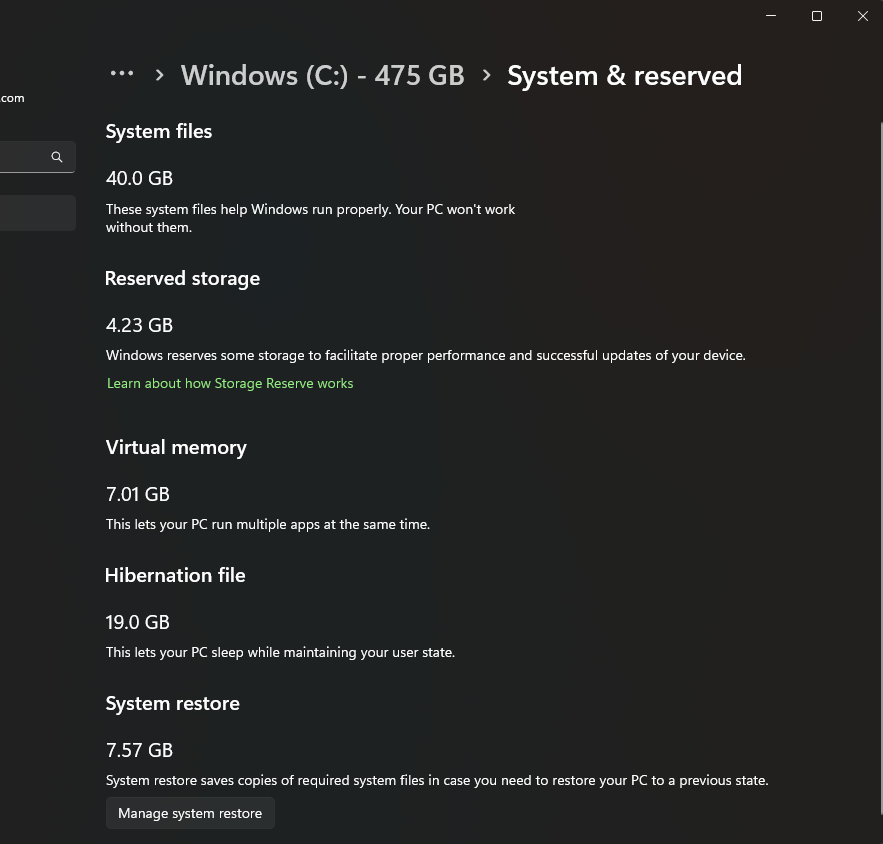 ... > Windows (C:) - 475 GB > System & reserved
.com
System files
40.0 GB
These system files help Windows run properly. Your PC won't work
without them.
Reserved storage
4.23 GB
Windows reserves some storage to facilitate proper performance and successful updates of your device.
Learn about how Storage Reserve works
Virtual memory
7.01 GB
This lets your PC run multiple apps at the same time.
Hibernation file
19.0 GB
This lets your PC sleep while maintaining your user state.
System restore
7.57 GB
System restore saves copies of required system files in case you need to restore your PC to a previous state.
Manage system restore